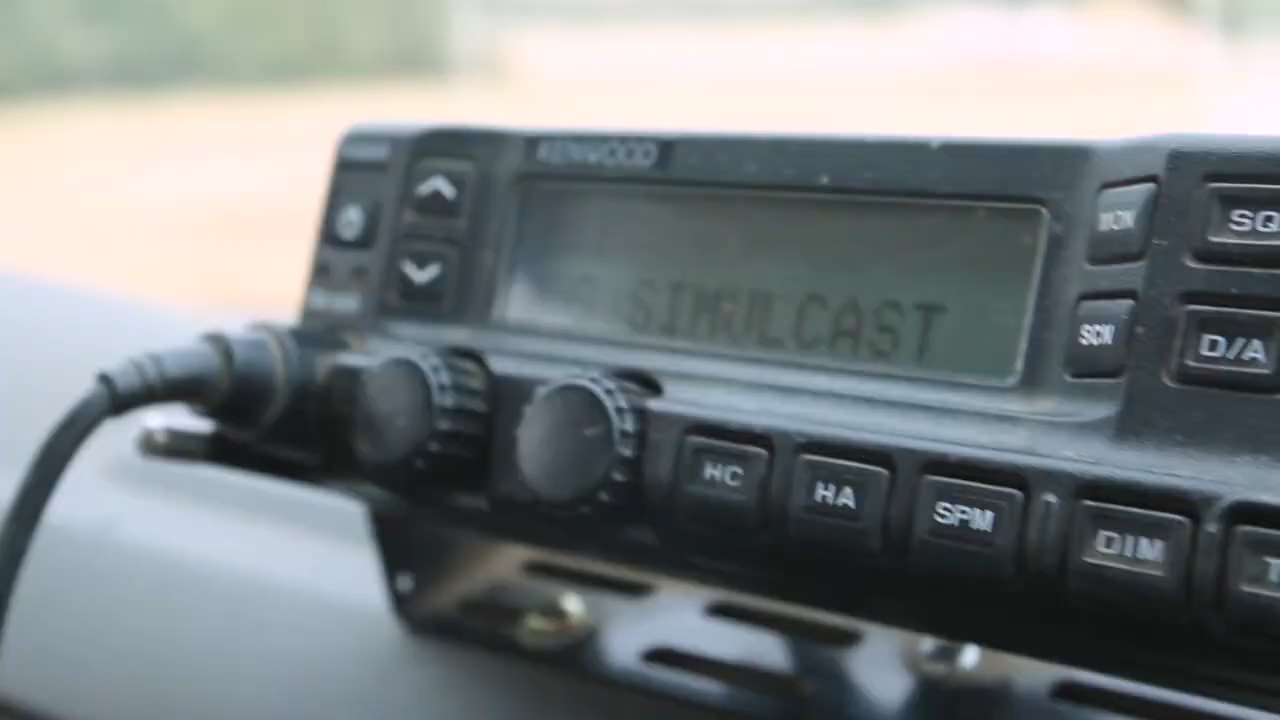 KENWOOD
SIMULCAST
MON
SQ
SCN
D/A
HC
HA
SPM
DIM